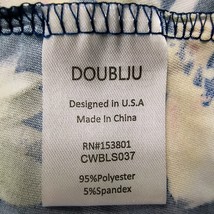 DOUBLJU
Designed in U.S.A
Made in China
RN#153801
CWBLS037
95%Polyester
5%Spandex